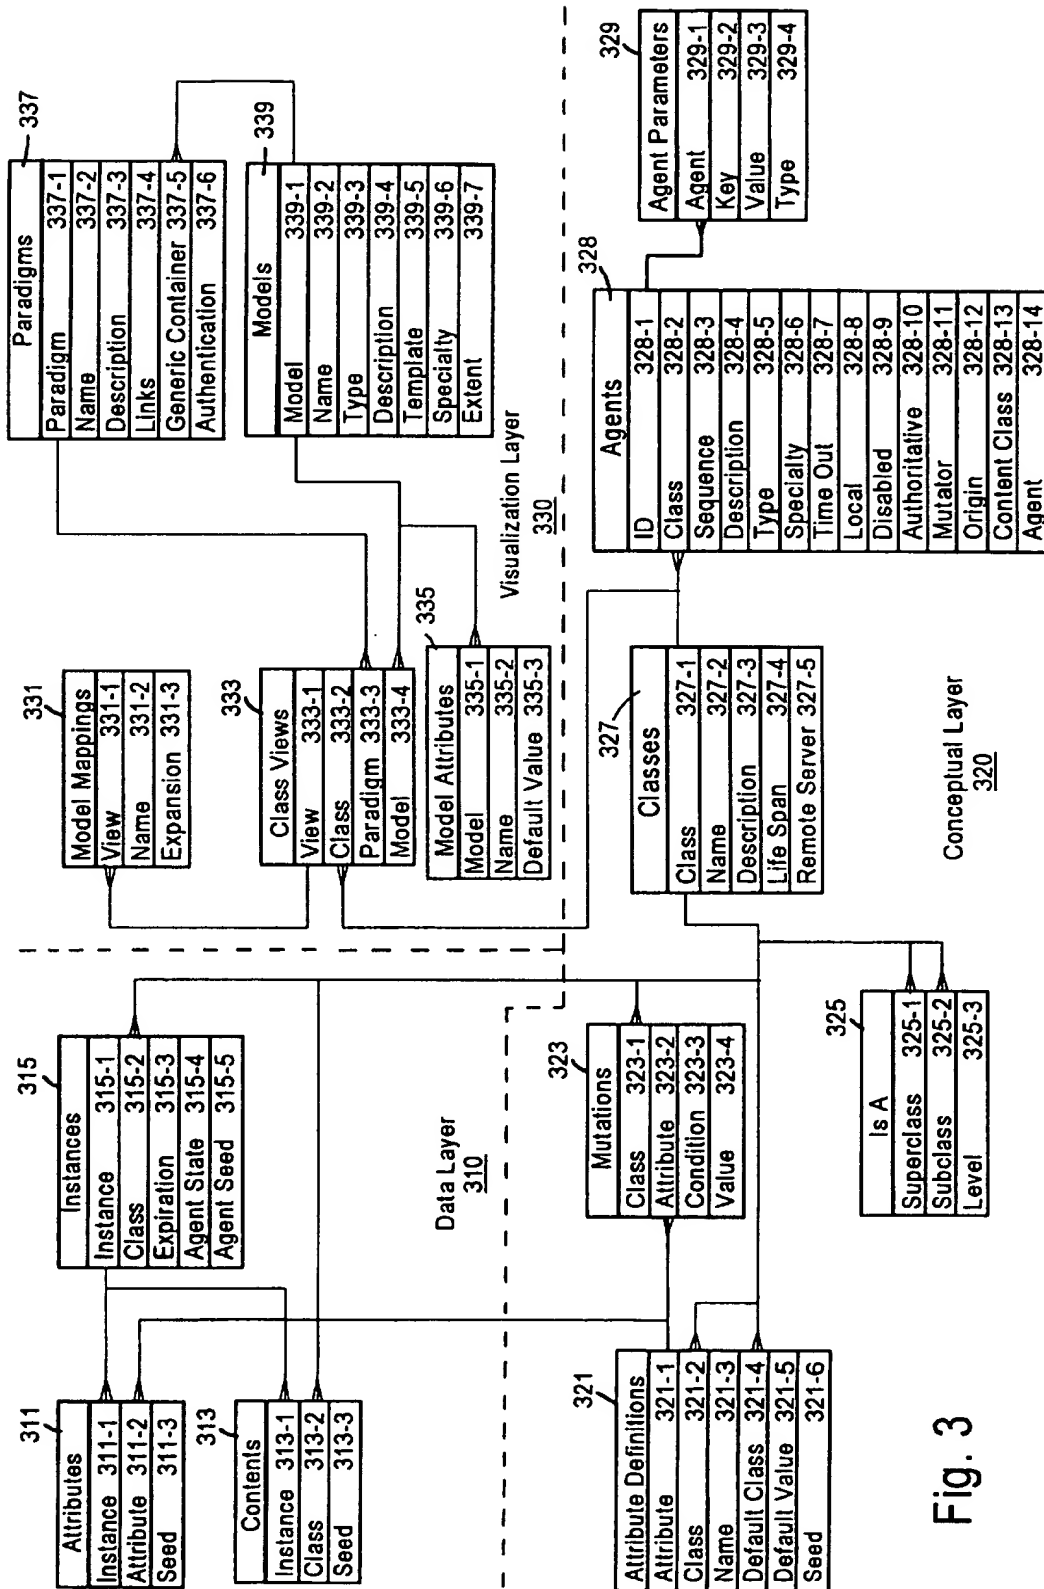 Attributes
311
Instance 311-1
Attribute 311-2
Seed 311-3
Contents
313
Instance 313-1
Class 313-2
Seed 313-3
Instances
315
Instance 315-1
Class 315-2
Expiration 315-3
Agent State 315-4
Agent Seed 315-5
Data Layer
310
Model Mappings
331
View 331-1
Name 331-2
Expansion 331-3
Class Views
333
View 333-1
Class 333-2
Paradigm 333-3
Model 333-4
Model Attributes
335
Model 335-1
Name 335-2
Default Value 335-3
Paradigms
337
Paradigm 337-1
Name 337-2
Description 337-3
Links 337-4
Generic Container 337-5
Authentication 337-6
Models
339
Model 339-1
Name 339-2
Type 339-3
Description 339-4
Template 339-5
Specialty 339-6
Extent 339-7
Visualization Layer
330
Attribute Definitions
321
Attribute 321-1
Class 321-2
Name 321-3
Default Class 321-4
Default Value 321-5
Seed 321-6
Mutations
323
Class 323-1
Attribute 323-2
Condition 323-3
Value 323-4
Is A
325
Superclass 325-1
Subclass 325-2
Level 325-3
Classes
327
Class 327-1
Name 327-2
Description 327-3
Life Span 327-4
Remote Server 327-5
Agents
328
ID 328-1
Class 328-2
Sequence 328-3
Description 328-4
Type 328-5
Specialty 328-6
Time Out 328-7
Local 328-8
Disabled 328-9
Authoritative 328-10
Mutator 328-11
Origin 328-12
Content Class 328-13
Agent 328-14
Agent Parameters
329
Agent 329-1
Key 329-2
Value 329-3
Type 329-4
Conceptual Layer
320
Fig. 3